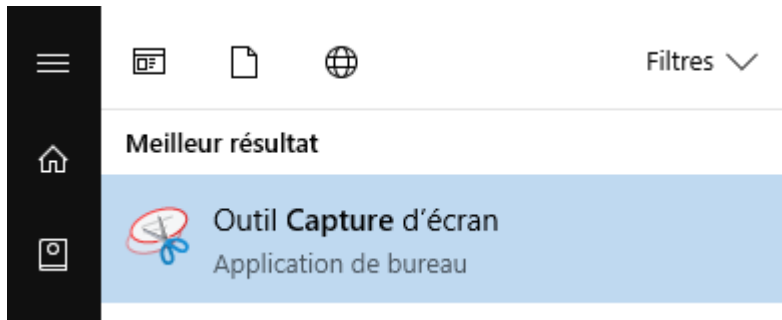 Filtres
Meilleur résultat
Outil Capture d'écran
Application de bureau